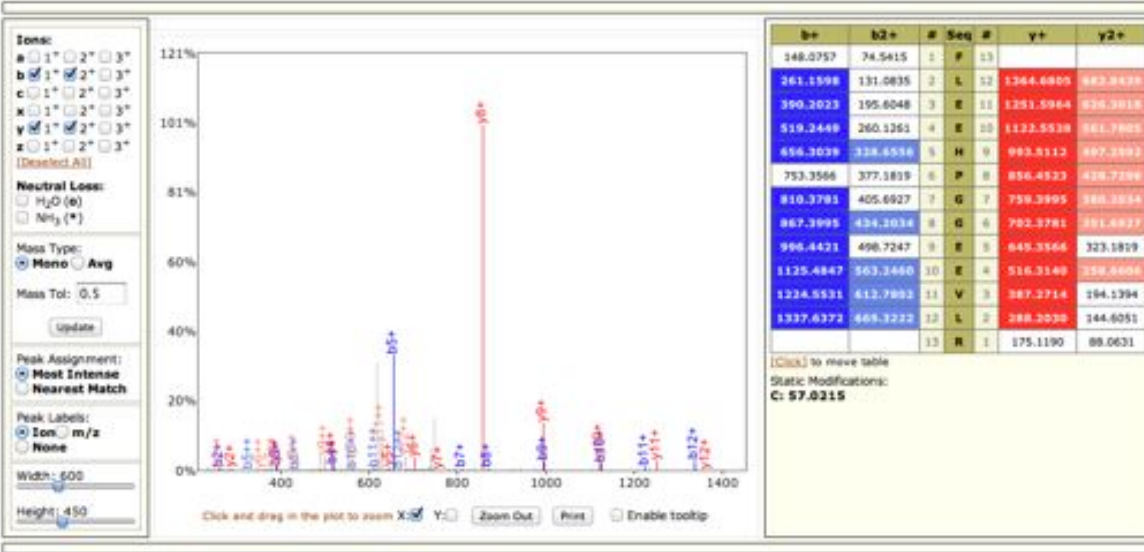 Ions:
a 1+ 2+ 3+
b 1+ 2+ 3+
c 1+ 2+ 3+
x 1+ 2+ 3+
y 1+ 2+ 3+
z 1+ 2+ 3+
[Deselect All]
Neutral Loss:
H2O (o)
NH3 (*)
Mass Type:
Mono Avg
Mass Tol: 0.5
Update
Peak Assignment:
Most Intense
Nearest Match
Peak Labels:
Ion m/z
None
Width: 600
Height: 450
121%
101%
81%
60%
40%
20%
0%
y8+
b5+
y9+
b2+ y2+ b5++
y5+ y6+ y7+ b7+ b8+ b9+ b11+ y11+ b12+ y12+
400 600 800 1000 1200 1400
Click and drag in the plot to zoom X: Y: Zoom Out Print Enable tooltip
b+ b2+ # Seq # y+ y2+
148.0757 74.5415 1 F 13
261.1598 131.0835 2 L 12 1364.6805
390.2023 195.6048 3 E 11 1251.5964
519.2449 260.1261 4 E 10 1122.5538
656.3039 328.6556 5 H 9 993.5112
753.3566 377.1819 6 P 8 856.4523
810.3781 405.6927 7 G 7 759.3995
867.3995 434.2034 8 G 6 702.3781
996.4421 498.7247 9 E 5 645.3566 323.1819
1125.4847 563.2460 10 E 4 516.3140
1224.5531 612.7802 11 V 3 387.2714 194.1394
1337.6372 669.3222 12 L 2 288.2030 144.6051
13 R 1 175.1190 88.0631
[Click] to move table
Static Modifications:
C: 57.0215